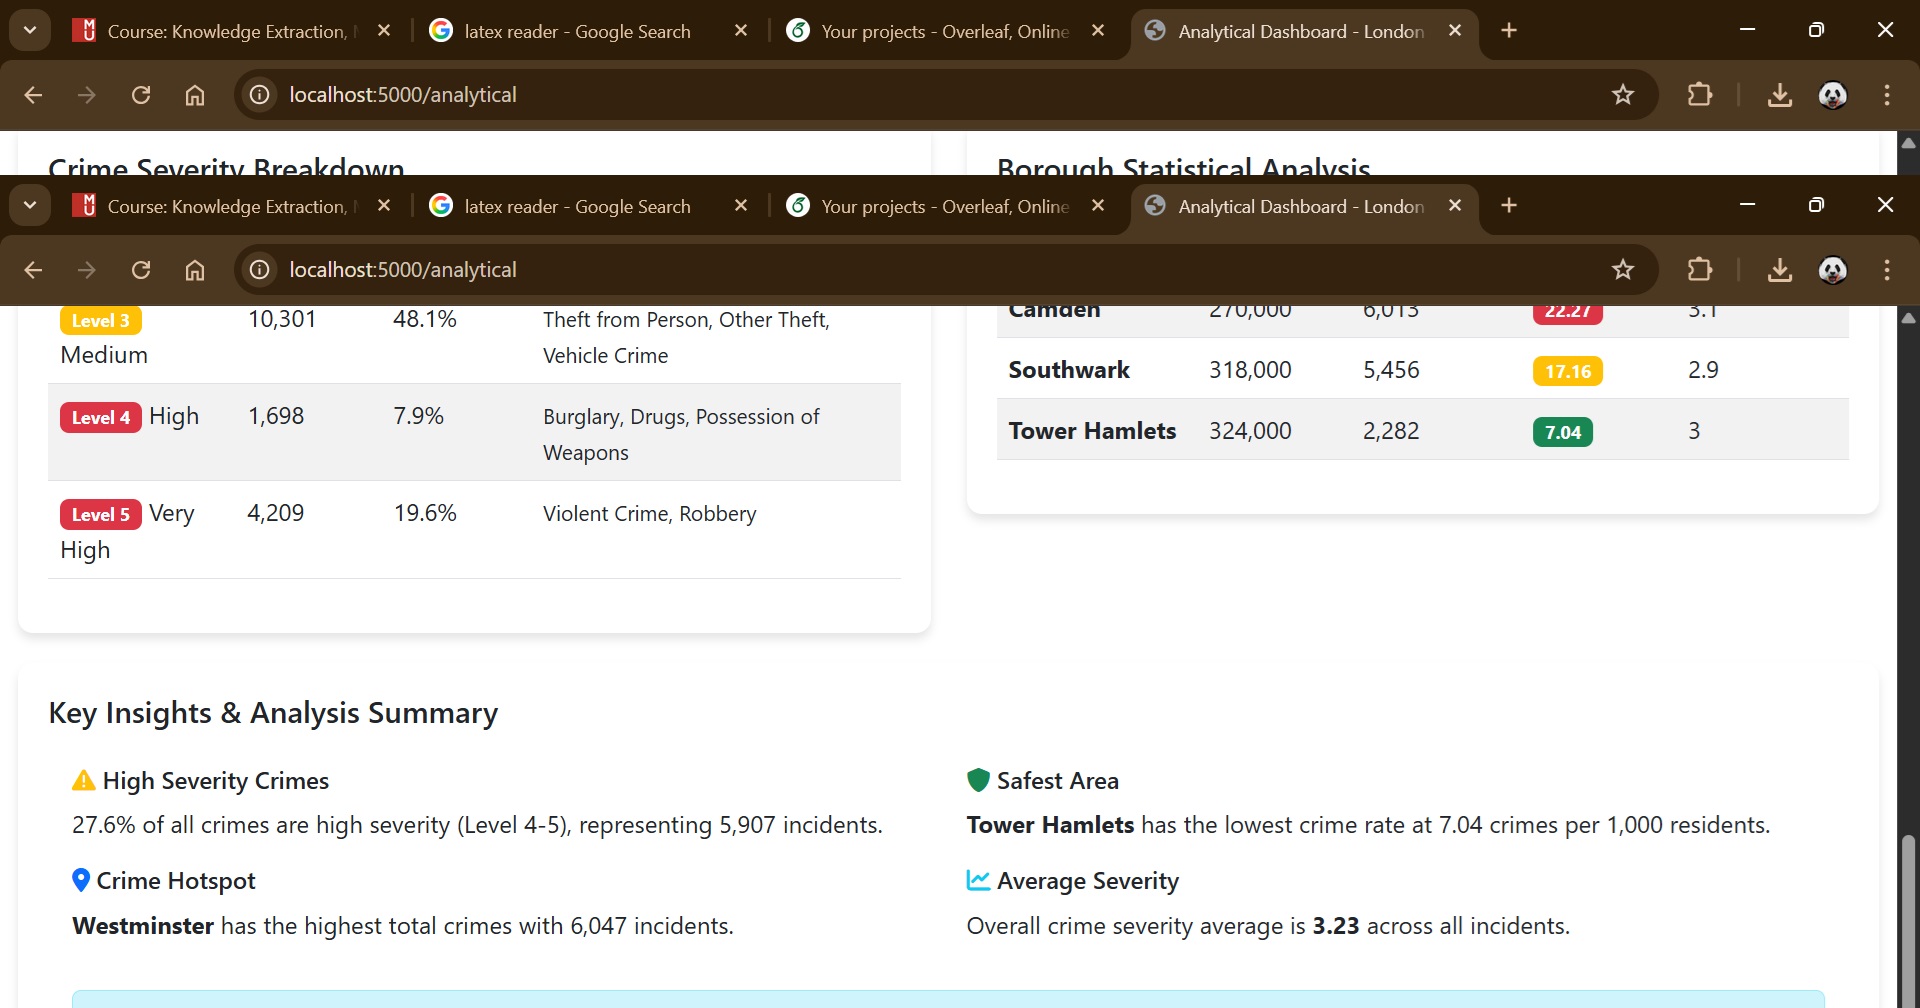 Course: Knowledge Extraction,
latex reader - Google Search
Your projects - Overleaf, Online
Analytical Dashboard - London
localhost:5000/analytical
Crime Severity Breakdown
Borough Statistical Analysis
Course: Knowledge Extraction,
latex reader - Google Search
Your projects - Overleaf, Online
Analytical Dashboard - London
localhost:5000/analytical
Level 3 10,301 48.1% Theft from Person, Other Theft,
Medium Vehicle Crime
Level 4 High 1,698 7.9% Burglary, Drugs, Possession of
Weapons
Level 5 Very 4,209 19.6% Violent Crime, Robbery
High
Camden 270,000 6,013 22.27 3.1
Southwark 318,000 5,456 17.16 2.9
Tower Hamlets 324,000 2,282 7.04 3
Key Insights & Analysis Summary
High Severity Crimes
27.6% of all crimes are high severity (Level 4-5), representing 5,907 incidents.
Safest Area
Tower Hamlets has the lowest crime rate at 7.04 crimes per 1,000 residents.
Crime Hotspot
Westminster has the highest total crimes with 6,047 incidents.
Average Severity
Overall crime severity average is 3.23 across all incidents.